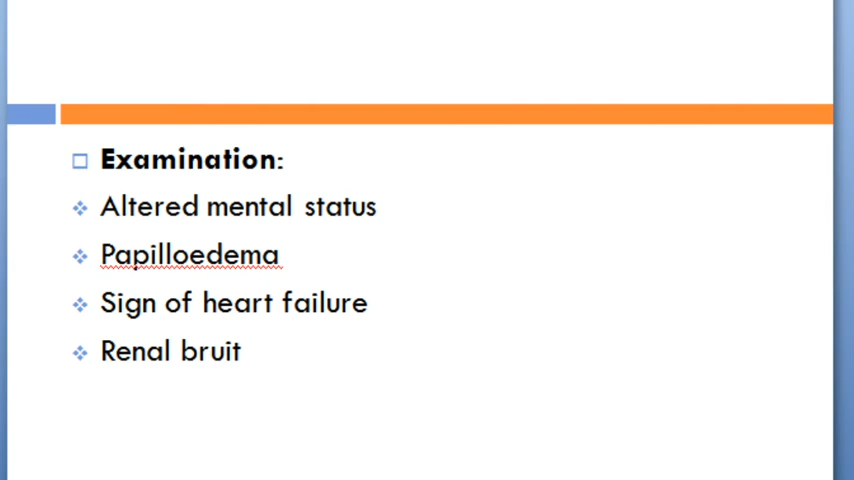 Examination:
Altered mental status
Papilloedema
Sign of heart failure
Renal bruit